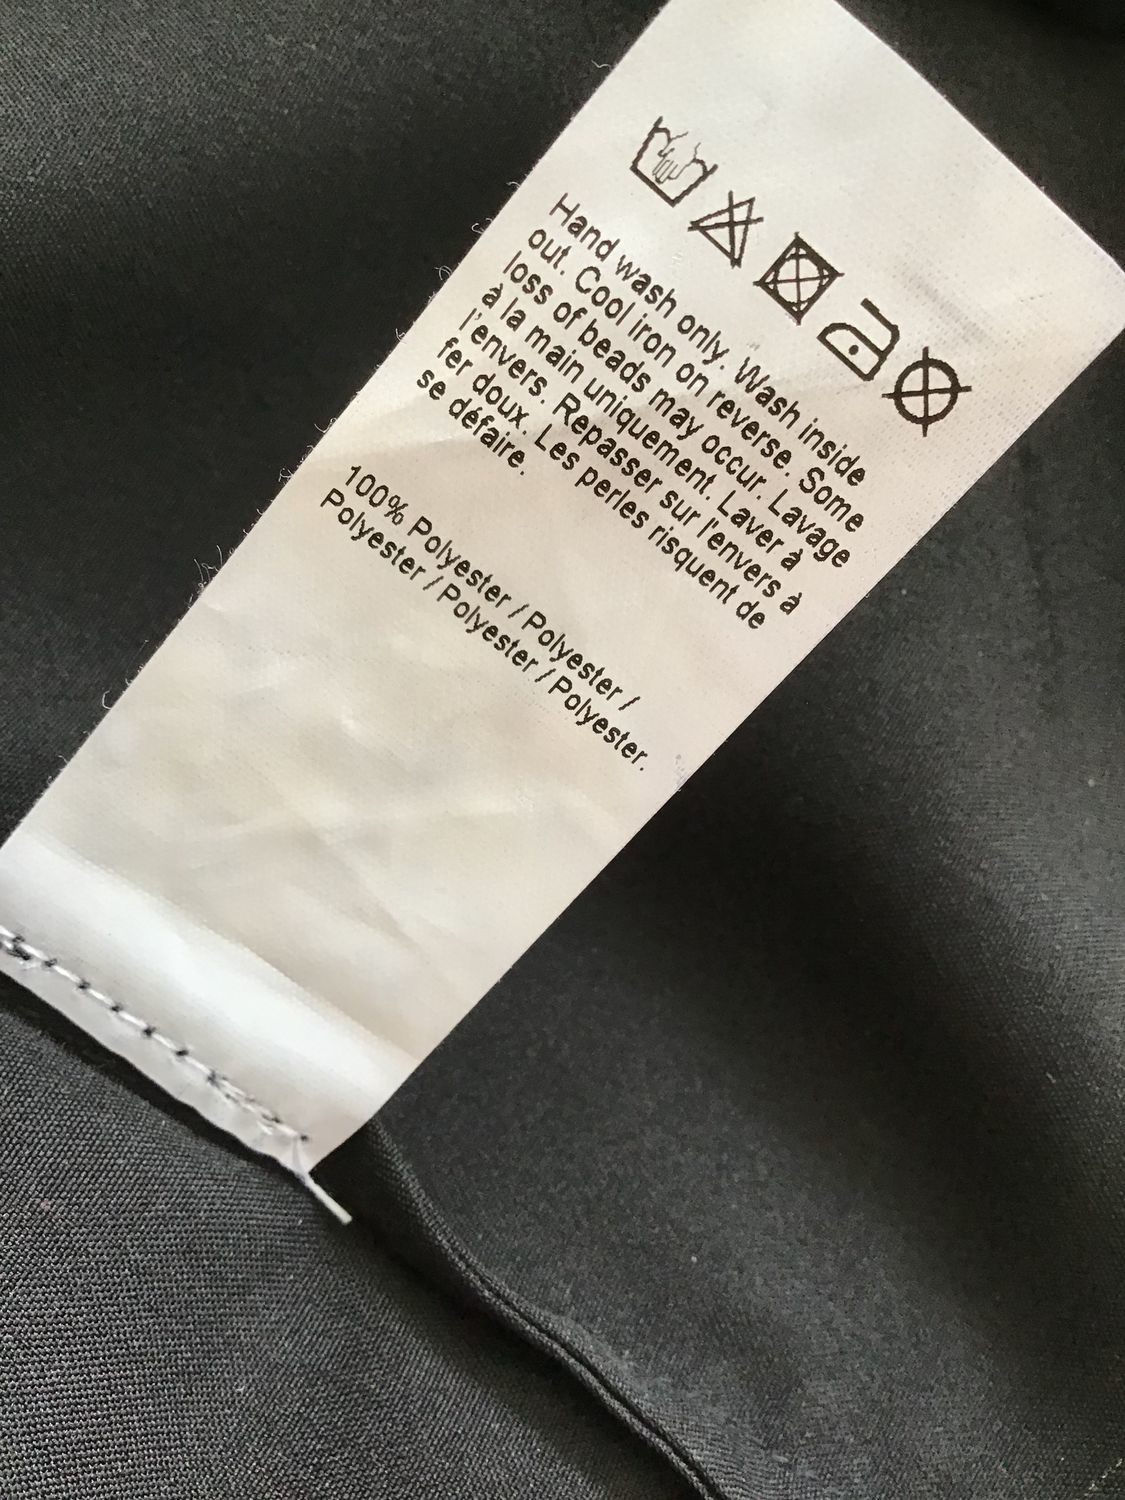 Hand wash only. Wash inside
out. Cool iron on reverse. Some
loss of beads may occur. Lavage
à la main uniquement. Laver à
l'envers. Repasser sur l'envers à
fer doux. Les perles risquent de
se défaire.
100% Polyester / Polyester /
Polyester / Polyester / Polyester.